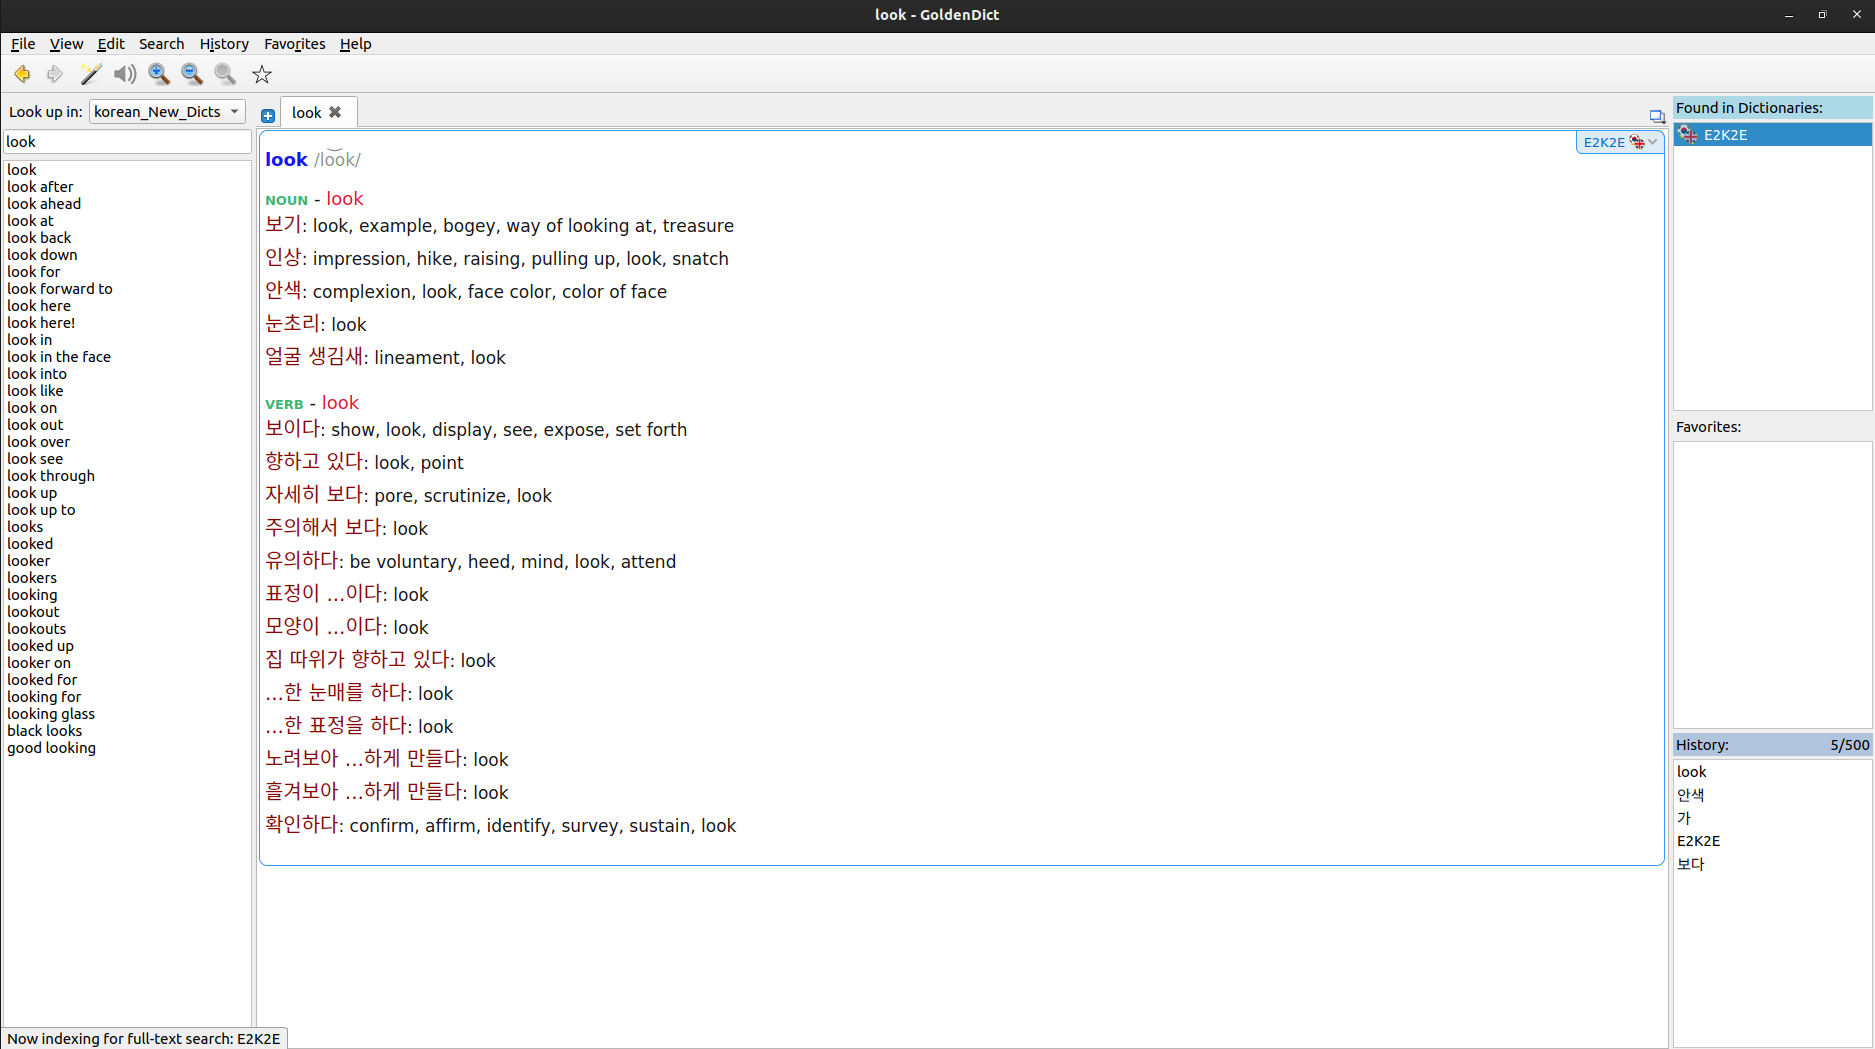 look - GoldenDict
File View Edit Search History Favorites Help
Look up in: korean_New_Dicts
look
look
look after
look ahead
look at
look back
look down
look for
look forward to
look here
look here!
look in
look in the face
look into
look like
look on
look out
look over
look see
look through
look up
look up to
looks
looked
looker
lookers
looking
lookout
lookouts
looked up
looker on
looked for
looking for
looking glass
black looks
good looking
Now indexing for full-text search: E2K2E
look
E2K2E
look /lo͝ok/
NOUN - look
보기: look, example, bogey, way of looking at, treasure
인상: impression, hike, raising, pulling up, look, snatch
안색: complexion, look, face color, color of face
눈초리: look
얼굴 생김새: lineament, look
VERB - look
보이다: show, look, display, see, expose, set forth
향하고 있다: look, point
자세히 보다: pore, scrutinize, look
주의해서 보다: look
유의하다: be voluntary, heed, mind, look, attend
표정이 …이다: look
모양이 …이다: look
집 따위가 향하고 있다: look
…한 눈매를 하다: look
…한 표정을 하다: look
노려보아 …하게 만들다: look
흘겨보아 …하게 만들다: look
확인하다: confirm, affirm, identify, survey, sustain, look
Found in Dictionaries:
E2K2E
Favorites:
History: 5/500
look
안색
가
E2K2E
보다